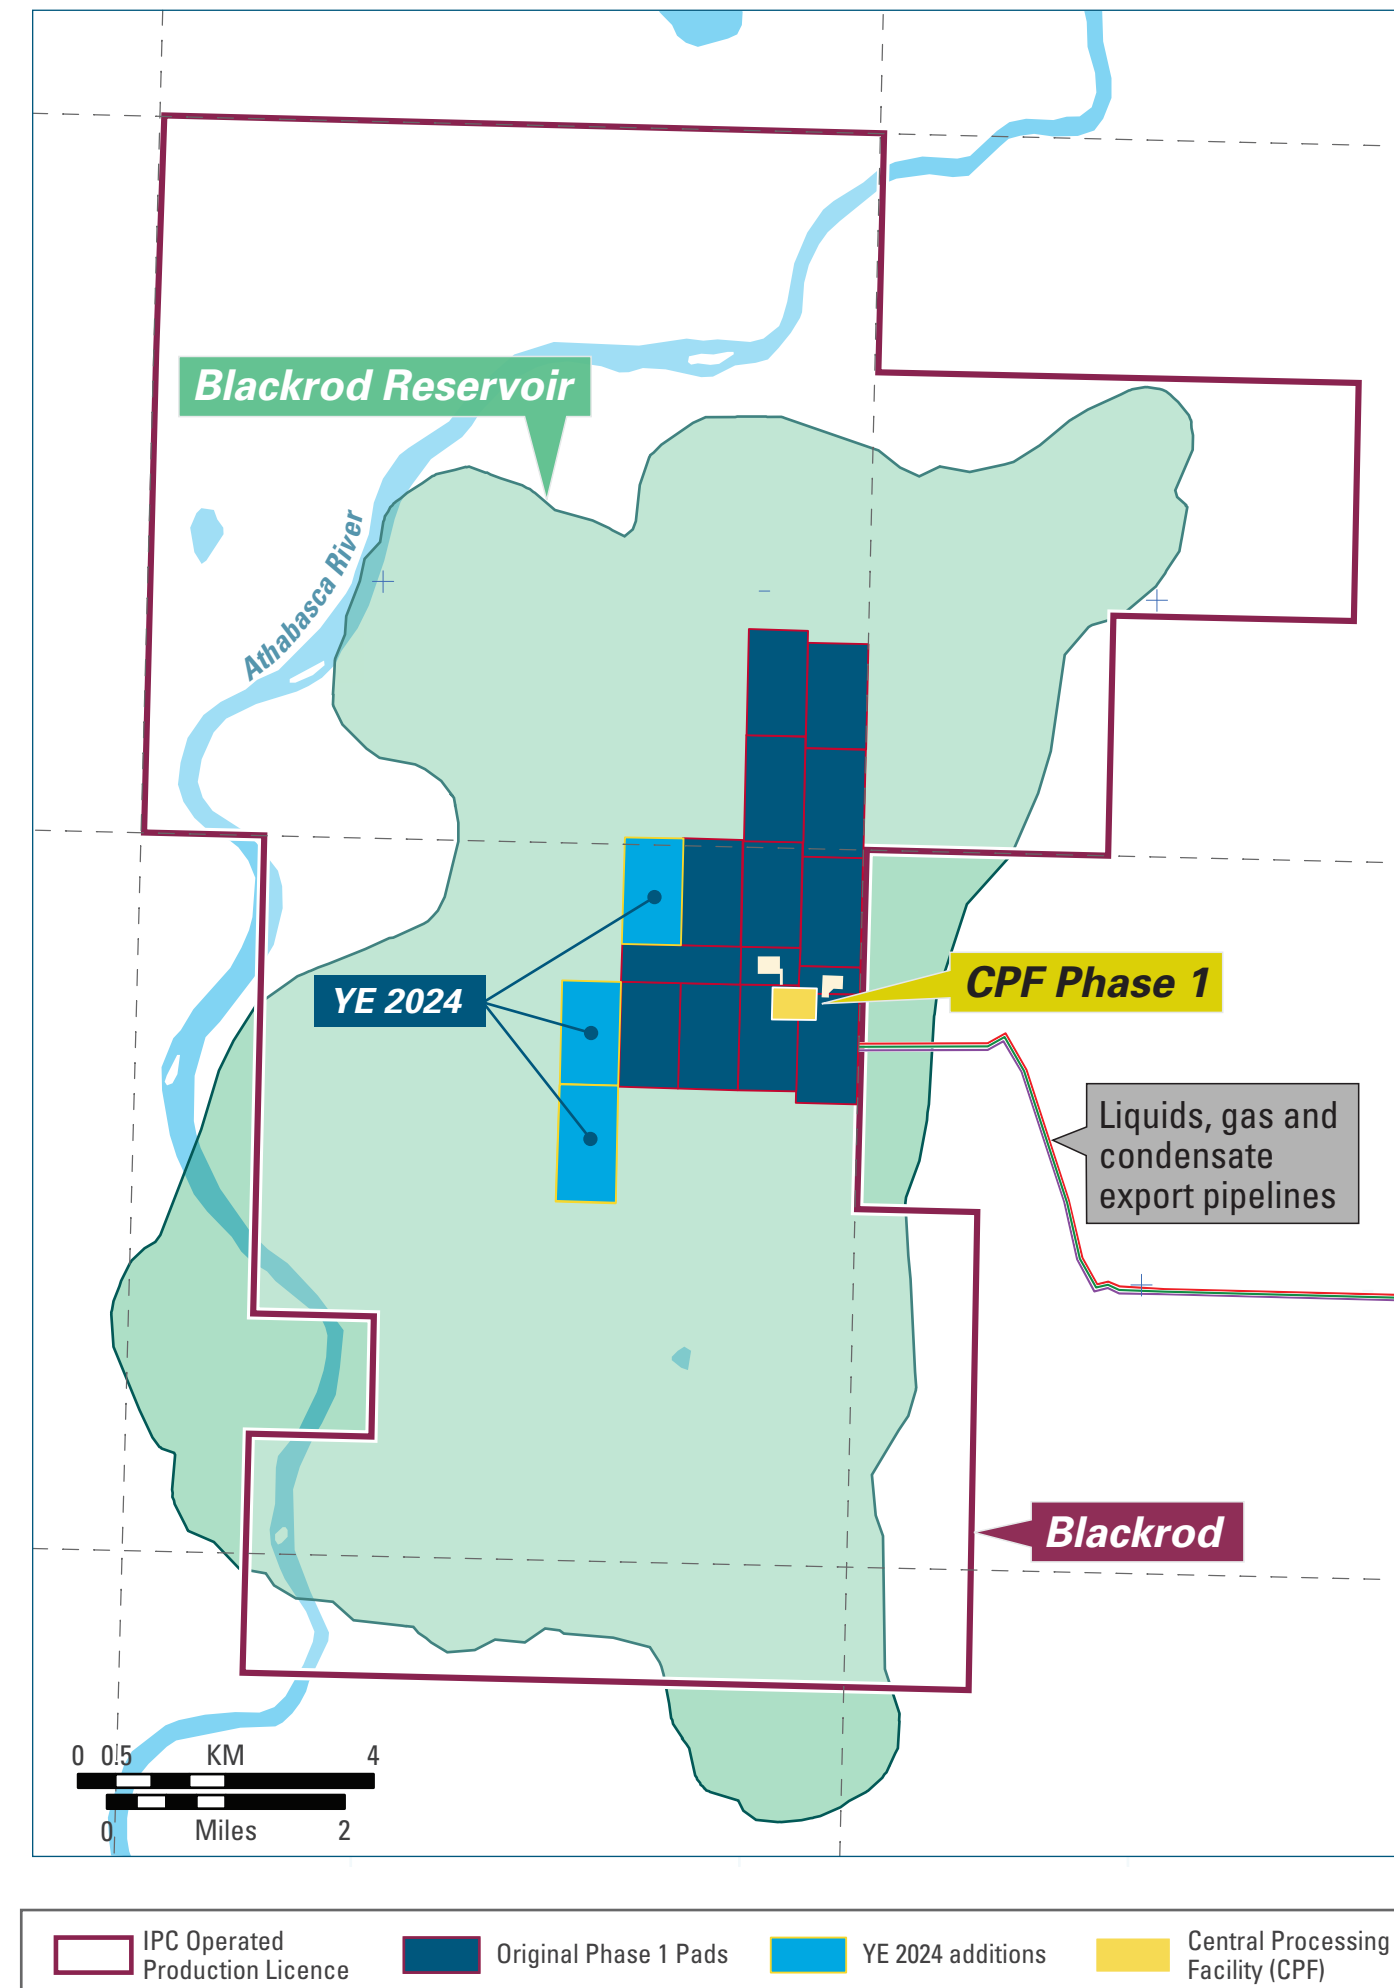 Blackrod Reservoir
Athabasca River
YE 2024
CPF Phase 1
Liquids, gas and
condensate
export pipelines
Blackrod
0 0.5 KM 4
0 Miles 2
IPC Operated
Production Licence
Original Phase 1 Pads
YE 2024 additions
Central Processing
Facility (CPF)